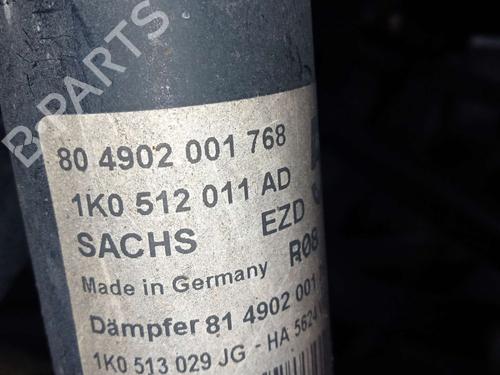 B-PARTS
80 4902 001 768
1K0 512 011 AD
SACHS EZD
Made in Germany R08
Dämpfer 81 4902 001
1K0 513 029 JG - HA 5624